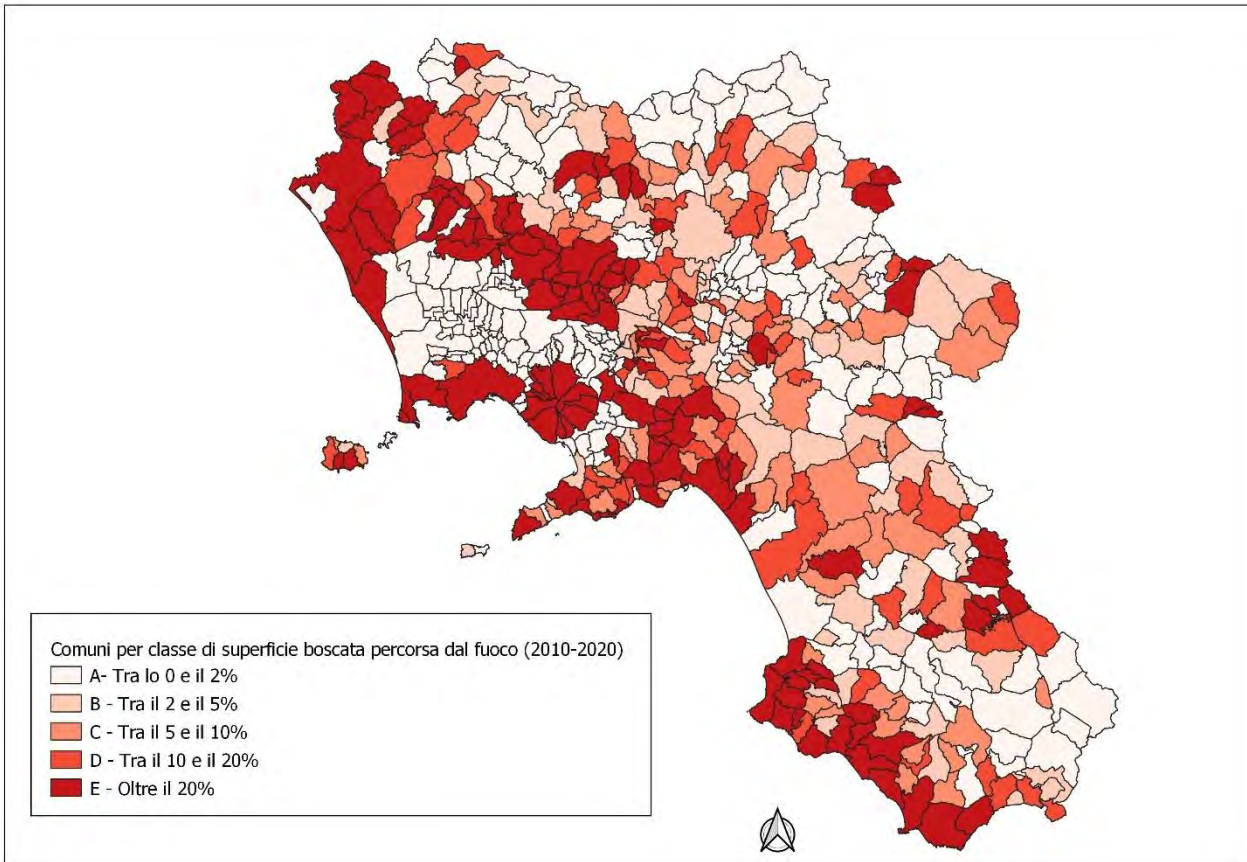 Comuni per classe di superficie boscata percorsa dal fuoco (2010-2020)
A- Tra lo 0 e il 2%
B - Tra il 2 e il 5%
C - Tra il 5 e il 10%
D - Tra il 10 e il 20%
E - Oltre il 20%